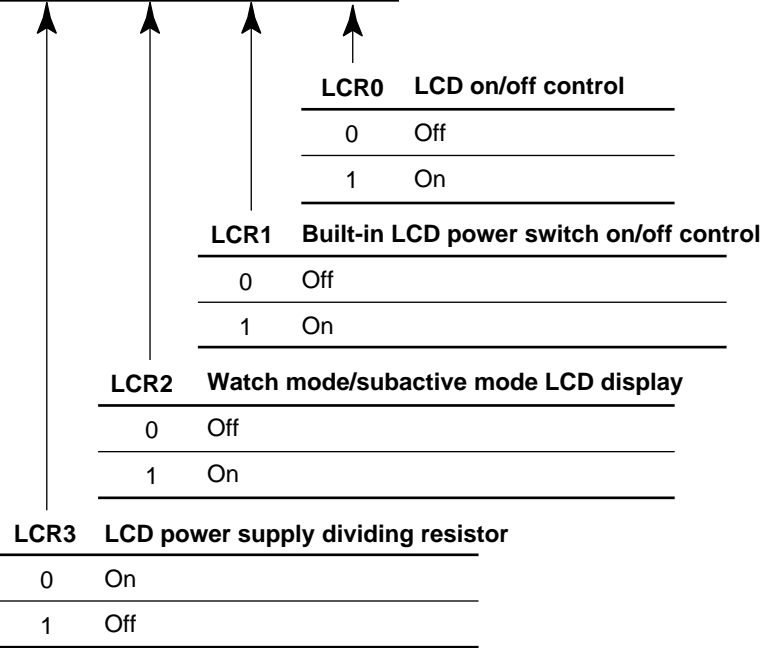 LCR0 LCD on/off control
0 Off
1 On
LCR1 Built-in LCD power switch on/off control
0 Off
1 On
LCR2 Watch mode/subactive mode LCD display
0 Off
1 On
LCR3 LCD power supply dividing resistor
0 On
1 Off